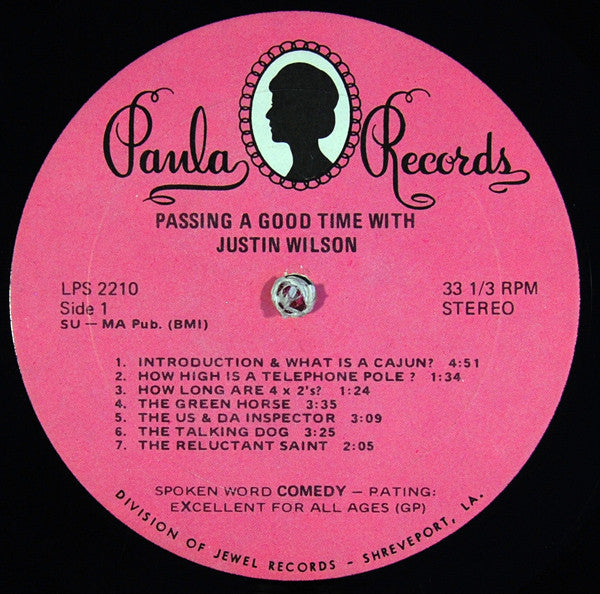 Paula Records
PASSING A GOOD TIME WITH
JUSTIN WILSON
LPS 2210
Side 1
SU — MA Pub. (BMI)
33 1/3 RPM
STEREO
1. INTRODUCTION & WHAT IS A CAJUN? 4:51
2. HOW HIGH IS A TELEPHONE POLE ? 1:34
3. HOW LONG ARE 4 x 2's? 1:24
4. THE GREEN HORSE 3:35
5. THE US & DA INSPECTOR 3:09
6. THE TALKING DOG 3:25
7. THE RELUCTANT SAINT 2:05
SPOKEN WORD COMEDY — RATING:
EXCELLENT FOR ALL AGES (GP)
DIVISION OF JEWEL RECORDS - SHREVEPORT, LA.